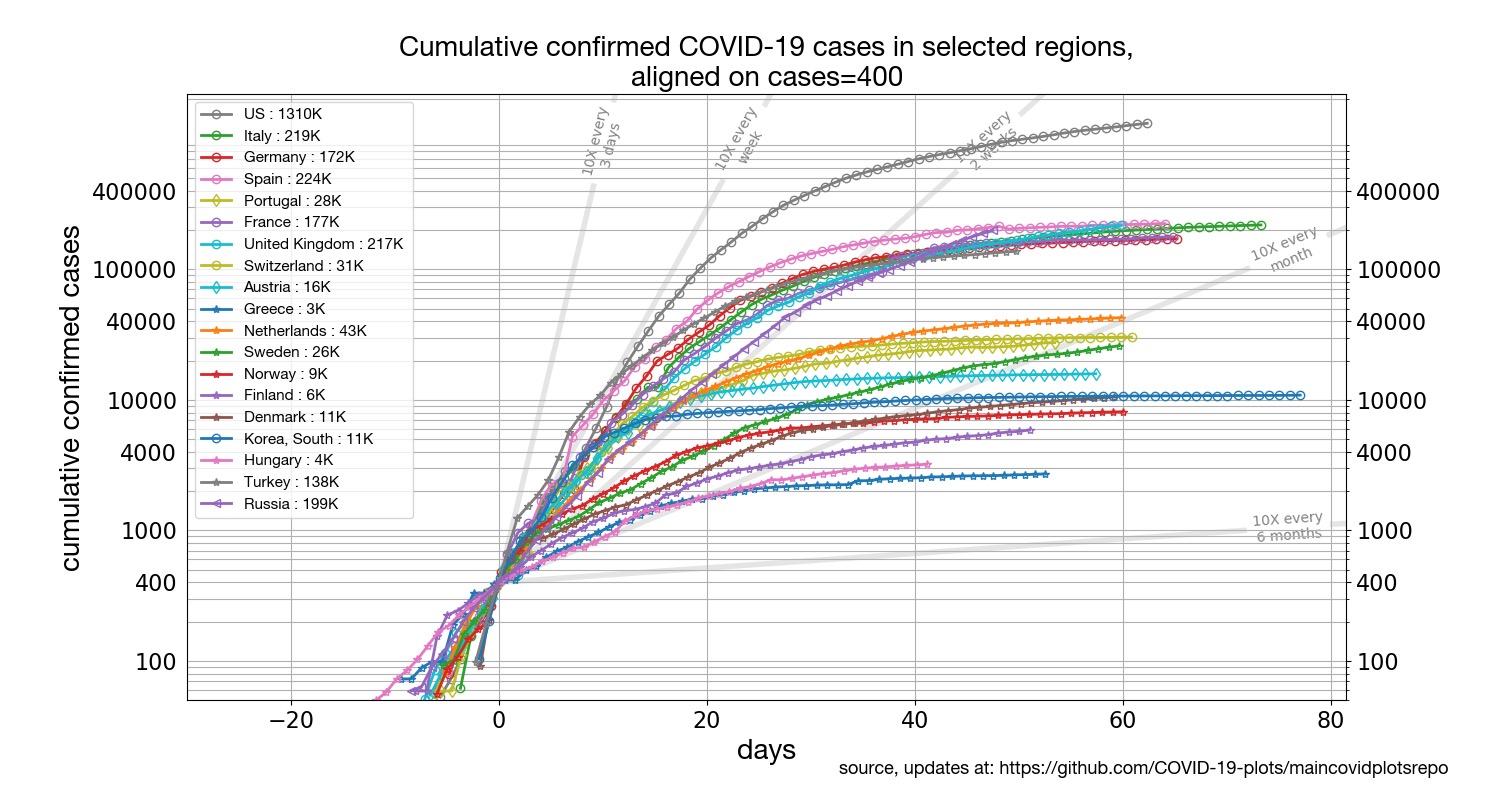 Cumulative confirmed COVID-19 cases in selected regions,
aligned on cases=400
US : 1310K
Italy : 219K
Germany : 172K
Spain : 224K
Portugal : 28K
France : 177K
United Kingdom : 217K
Switzerland : 31K
Austria : 16K
Greece : 3K
Netherlands : 43K
Sweden : 26K
Norway : 9K
Finland : 6K
Denmark : 11K
Korea, South : 11K
Hungary : 4K
Turkey : 138K
Russia : 199K
10X every
3 days
10X every
week
10X every
2 weeks
10X every
month
10X every
6 months
cumulative confirmed cases
400000
100000
40000
10000
4000
1000
400
100
400000
100000
40000
10000
4000
1000
400
100
−20
0
20
40
60
80
days
source, updates at: https://github.com/COVID-19-plots/maincovidplotsrepo